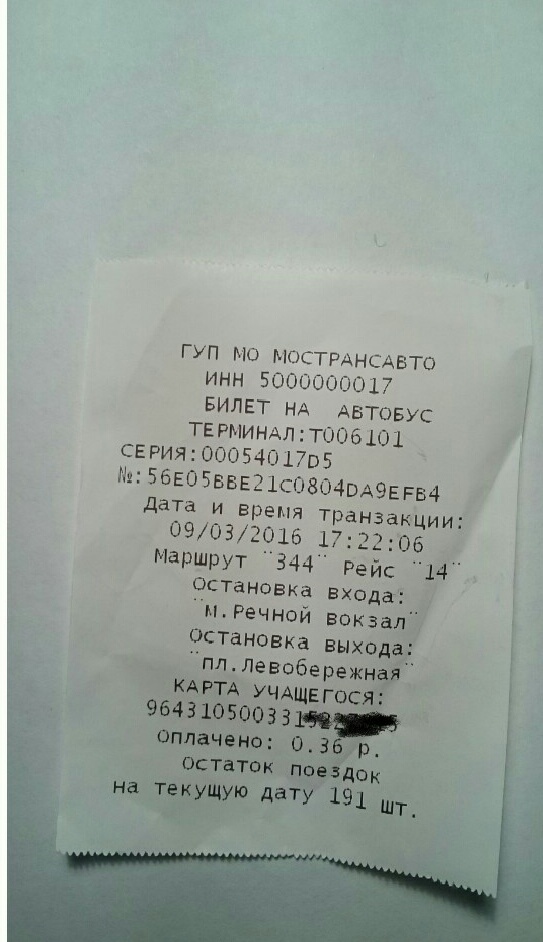 ГУП МО МОСТРАНСАВТО
ИНН 5000000017
БИЛЕТ НА АВТОБУС
ТЕРМИНАЛ:Т006101
СЕРИЯ:00054017D5
№:56E05BBE21C0804DA9EFB4
Дата и время транзакции:
09/03/2016 17:22:06
Маршрут "344" Рейс "14"
Остановка входа:
"м.Речной вокзал"
Остановка выхода:
"пл.Левобережная"
КАРТА УЧАЩЕГОСЯ:
9643105003315
Оплачено: 0.36 р.
Остаток поездок
на текущую дату 191 шт.